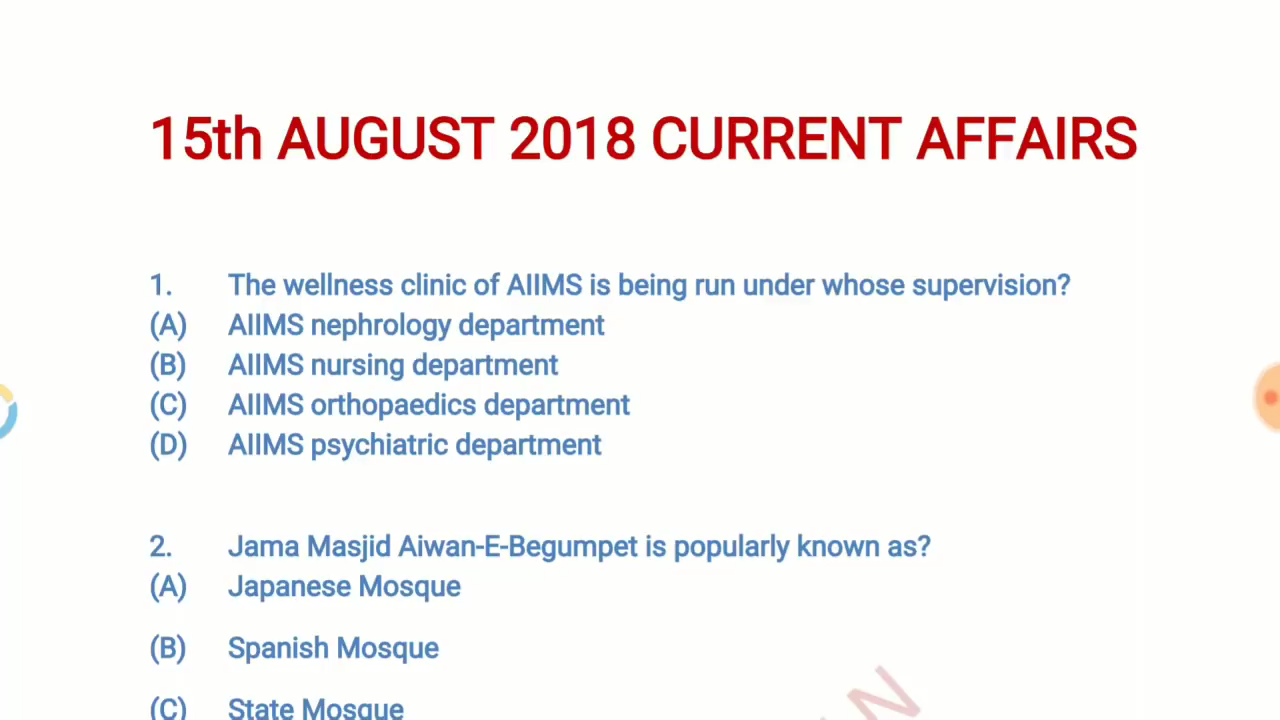 15th AUGUST 2018 CURRENT AFFAIRS
1. The wellness clinic of AIIMS is being run under whose supervision?
(A) AIIMS nephrology department
(B) AIIMS nursing department
(C) AIIMS orthopaedics department
(D) AIIMS psychiatric department
2. Jama Masjid Aiwan-E-Begumpet is popularly known as?
(A) Japanese Mosque
(B) Spanish Mosque
(C) State Mosque